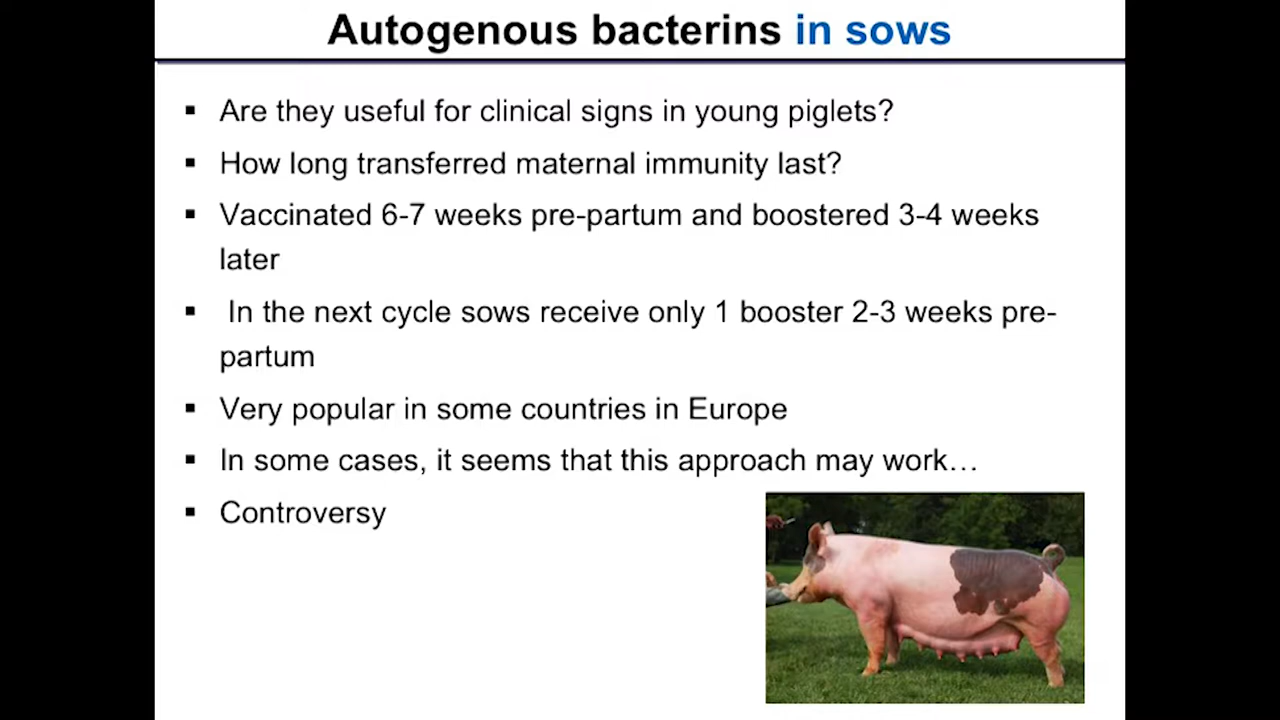 Autogenous bacterins in sows
▪ Are they useful for clinical signs in young piglets?
▪ How long transferred maternal immunity last?
▪ Vaccinated 6-7 weeks pre-partum and boostered 3-4 weeks
later
▪ In the next cycle sows receive only 1 booster 2-3 weeks pre-
partum
▪ Very popular in some countries in Europe
▪ In some cases, it seems that this approach may work…
▪ Controversy